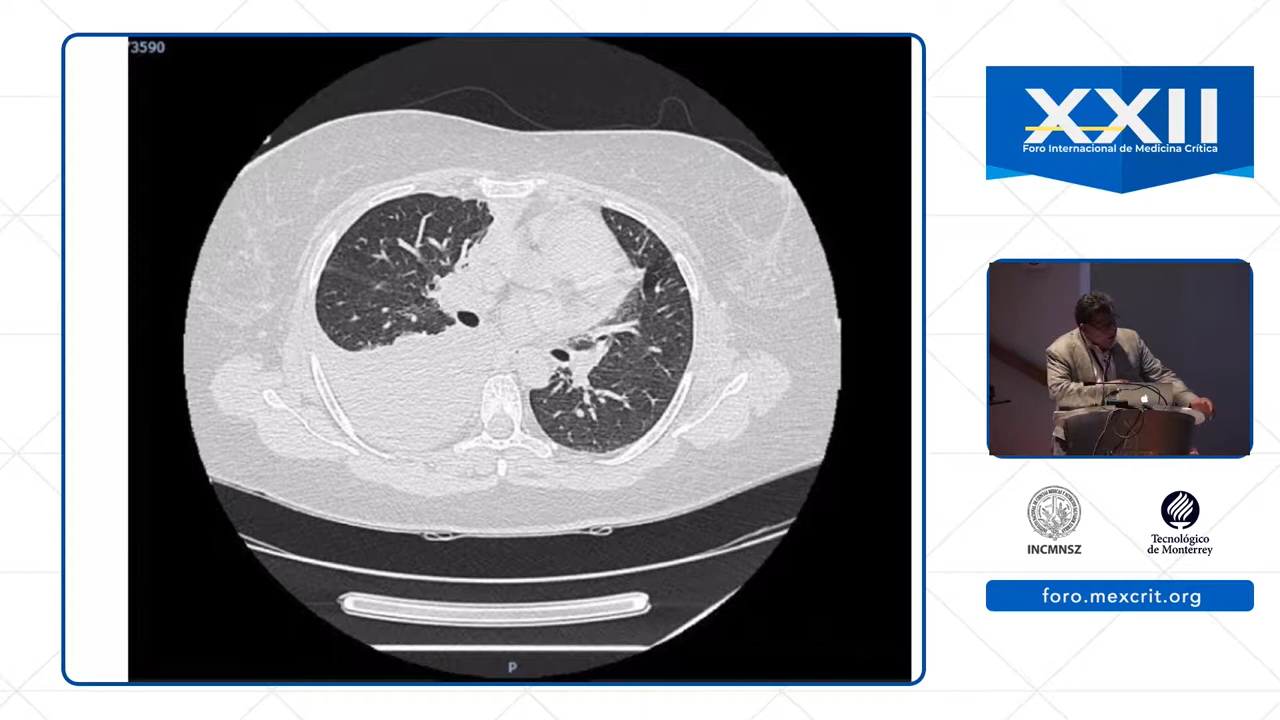 3590
P
XXII
Foro Internacional de Medicina Crítica
INCMNSZ
Tecnológico
de Monterrey
foro.mexcrit.org